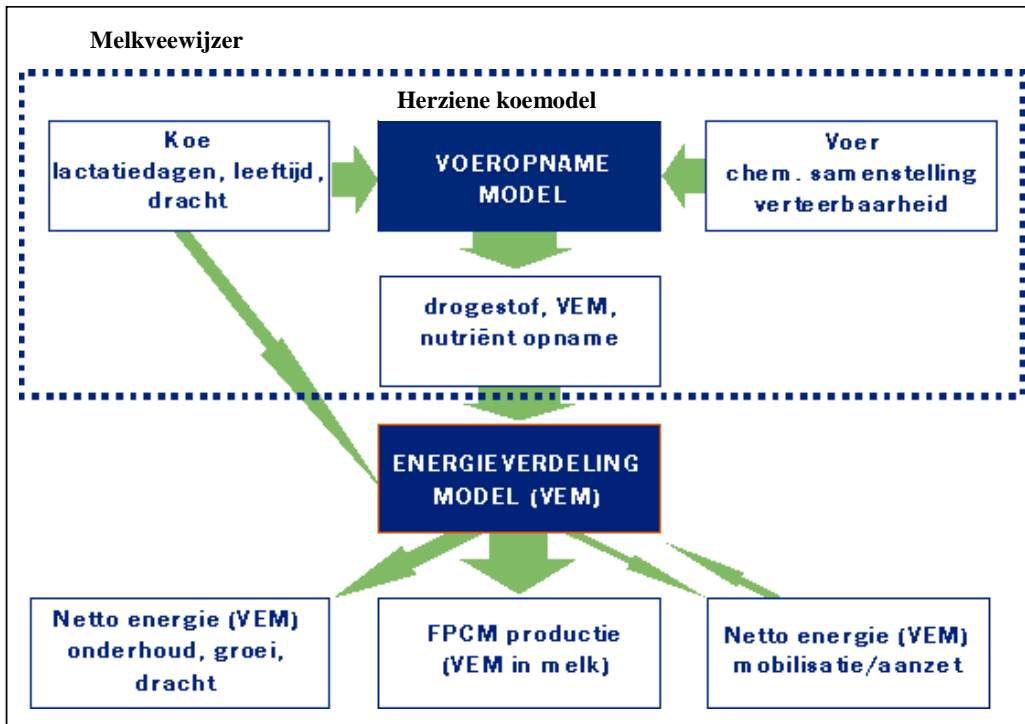 Melkveewijzer
Herziene koemodel
Koe
lactatiedagen, leeftijd,
dracht
VOEROPNAME
MODEL
Voer
chem. samenstelling
verteerbaarheid
drogestof, VEM,
nutriënt opname
ENERGIEVERDELING
MODEL (VEM)
Netto energie (VEM)
onderhoud, groei,
dracht
FPCM productie
(VEM in melk)
Netto energie (VEM)
mobilisatie/aanzet